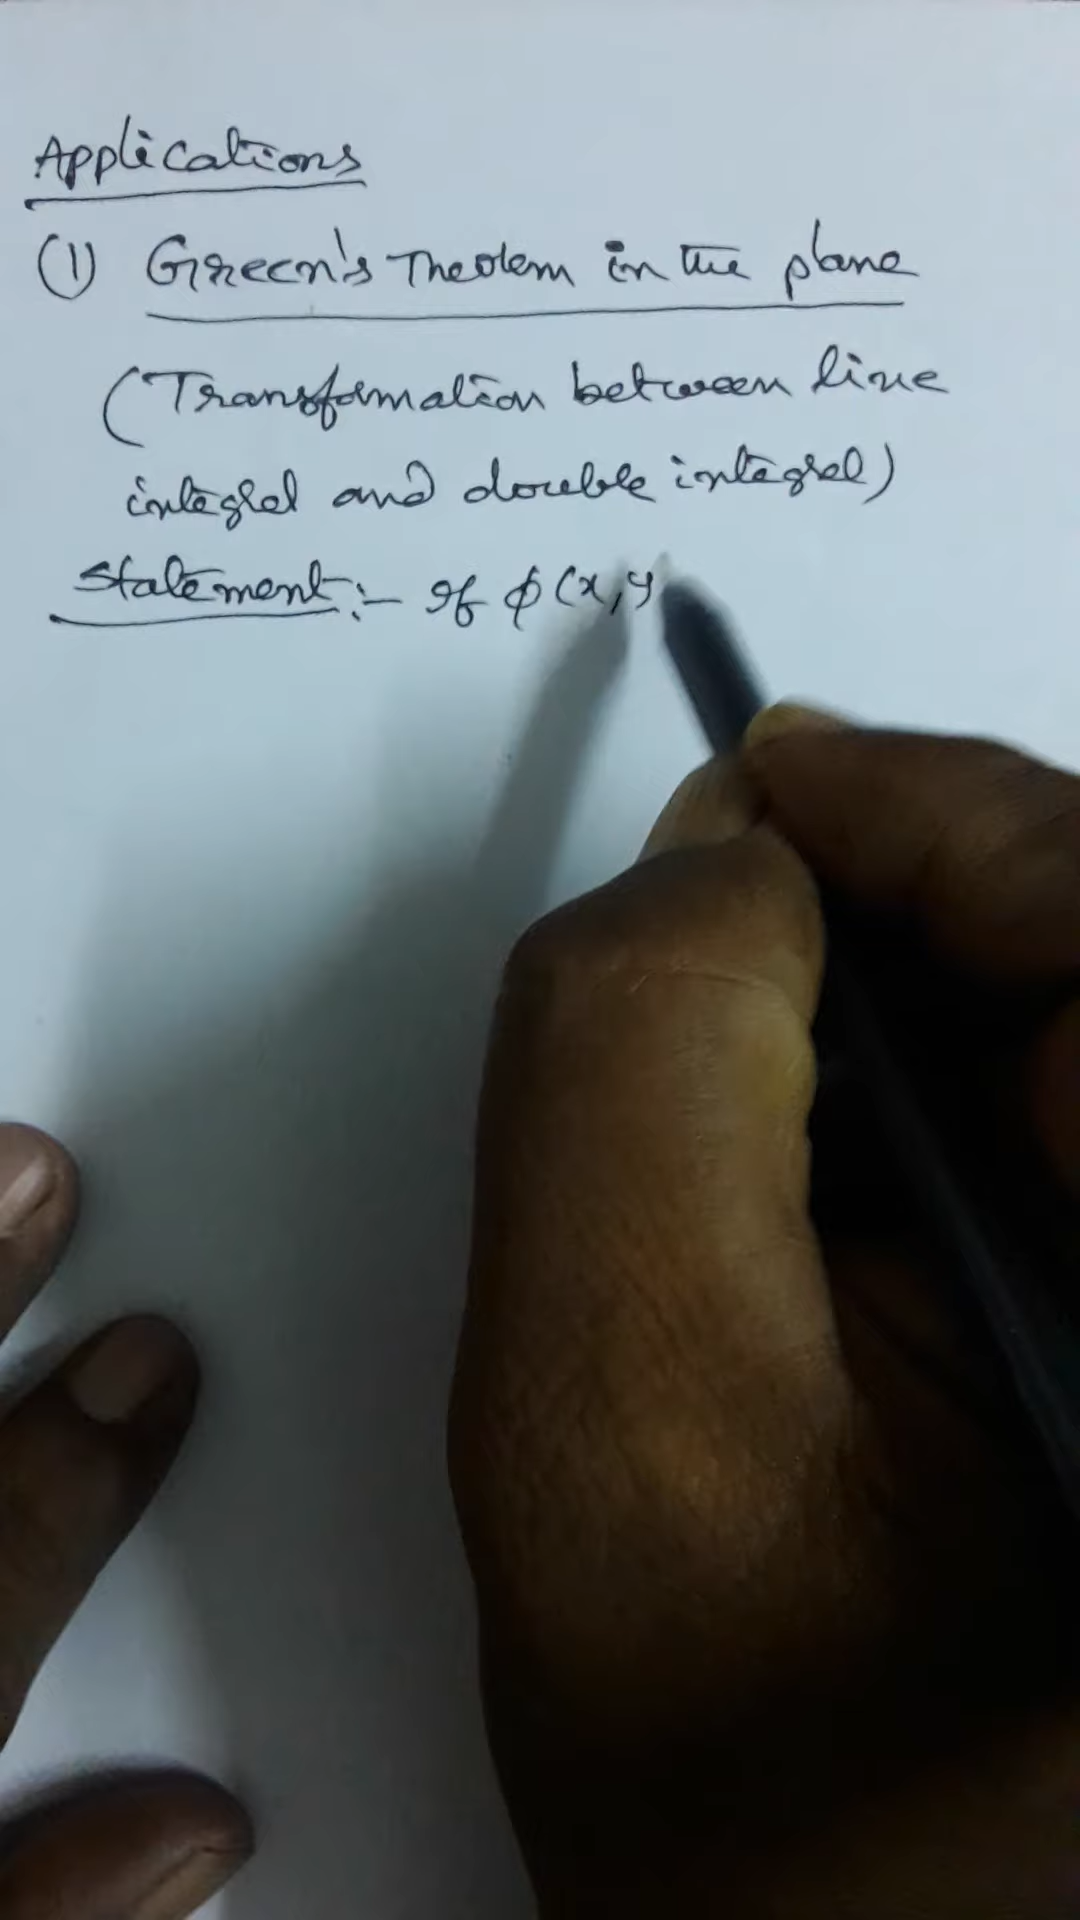 Applications
(1) Green's Theorem in the plane
(Transformation between line
integral and double integral)
Statement:- If φ(x,y